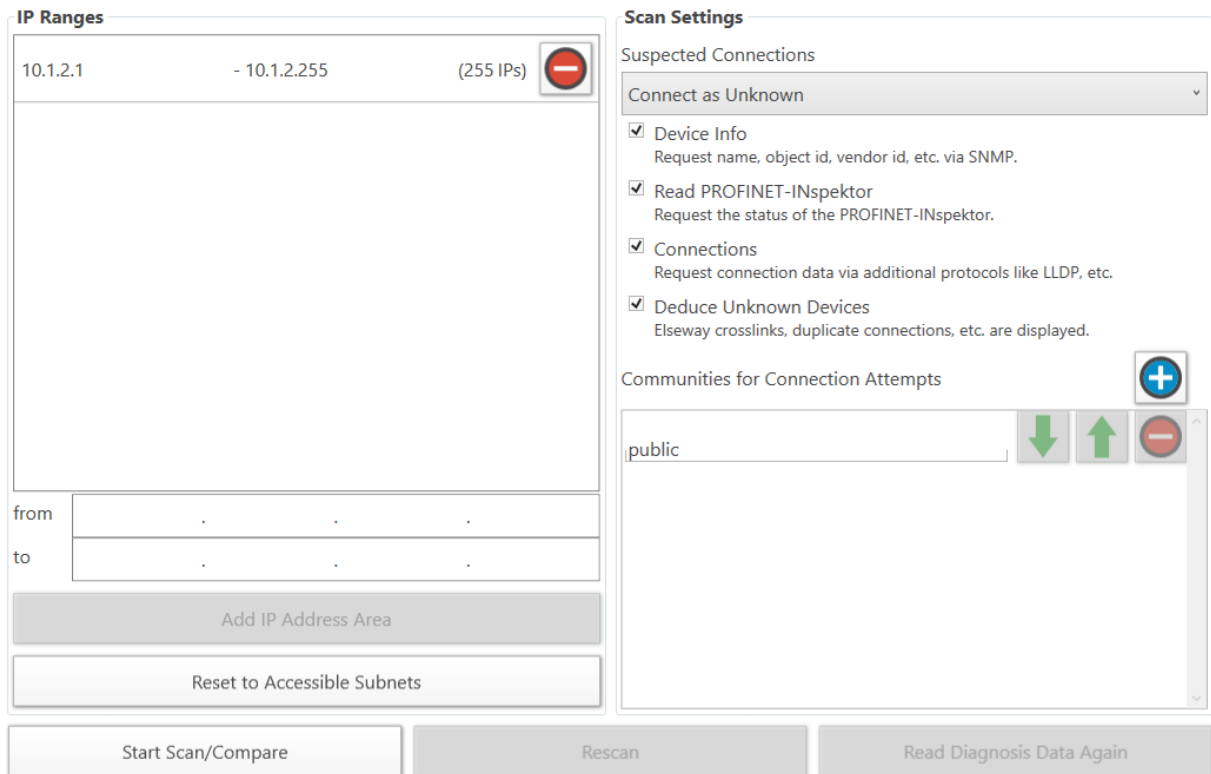 IP Ranges
10.1.2.1 - 10.1.2.255 (255 IPs)
from . . .
to . . .
Add IP Address Area
Reset to Accessible Subnets
Scan Settings
Suspected Connections
Connect as Unknown
Device Info
Request name, object id, vendor id, etc. via SNMP.
Read PROFINET-INspektor
Request the status of the PROFINET-INspektor.
Connections
Request connection data via additional protocols like LLDP, etc.
Deduce Unknown Devices
Elseway crosslinks, duplicate connections, etc. are displayed.
Communities for Connection Attempts
public
Start Scan/Compare
Rescan
Read Diagnosis Data Again